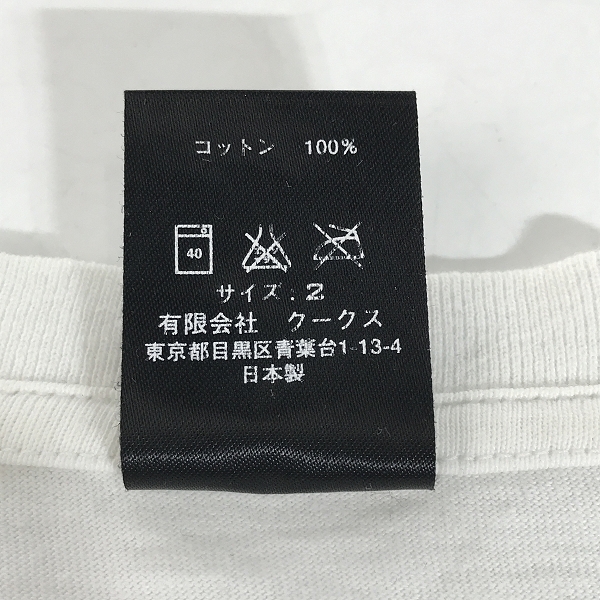 コットン 100%
40
サイズ：2
有限会社 クークス
東京都目黒区青葉台1-13-4
日本製